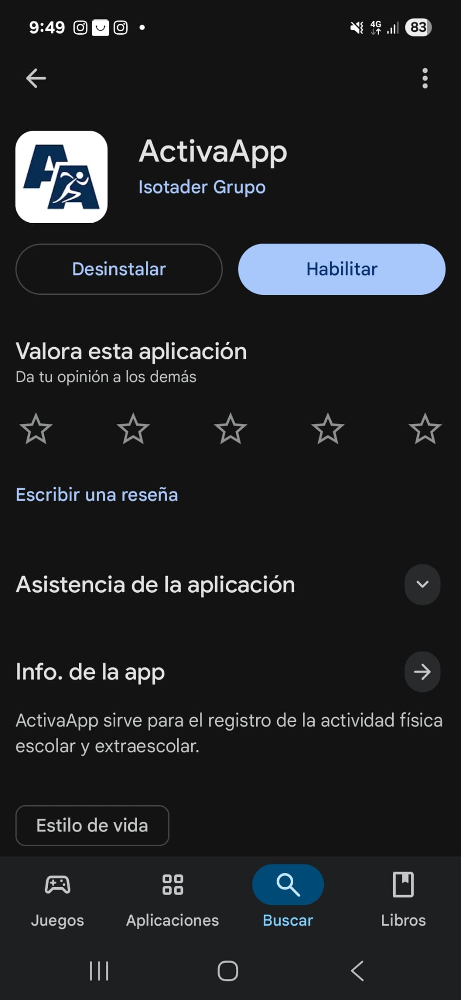 9:49
4G
83
ActivaApp
Isotader Grupo
Desinstalar
Habilitar
Valora esta aplicación
Da tu opinión a los demás
Escribir una reseña
Asistencia de la aplicación
Info. de la app
ActivaApp sirve para el registro de la actividad física
escolar y extraescolar.
Estilo de vida
Juegos
Aplicaciones
Buscar
Libros